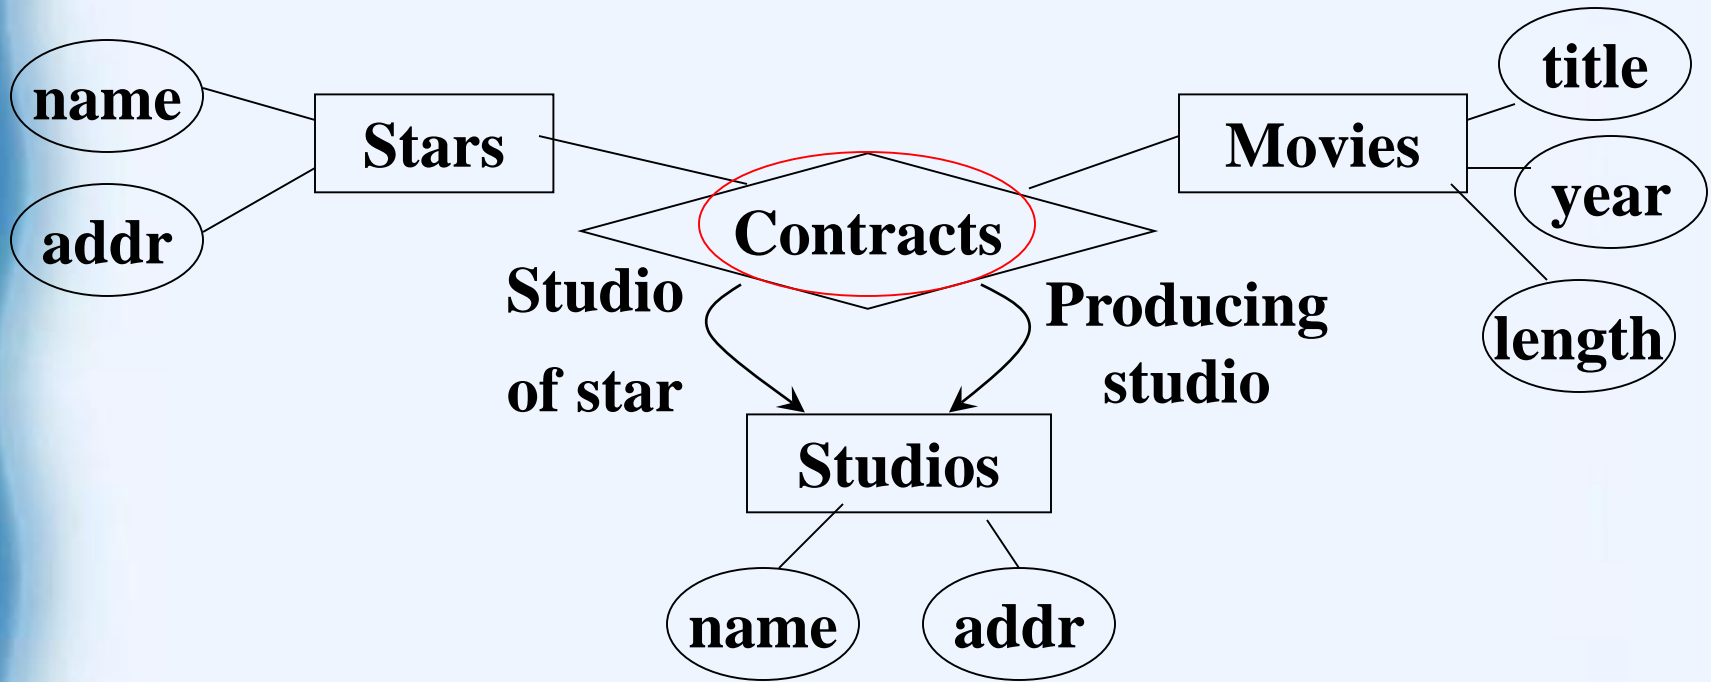 title
name
Stars
Movies
year
Contracts
addr
Studio
of star
Producing
studio
length
Studios
name
addr